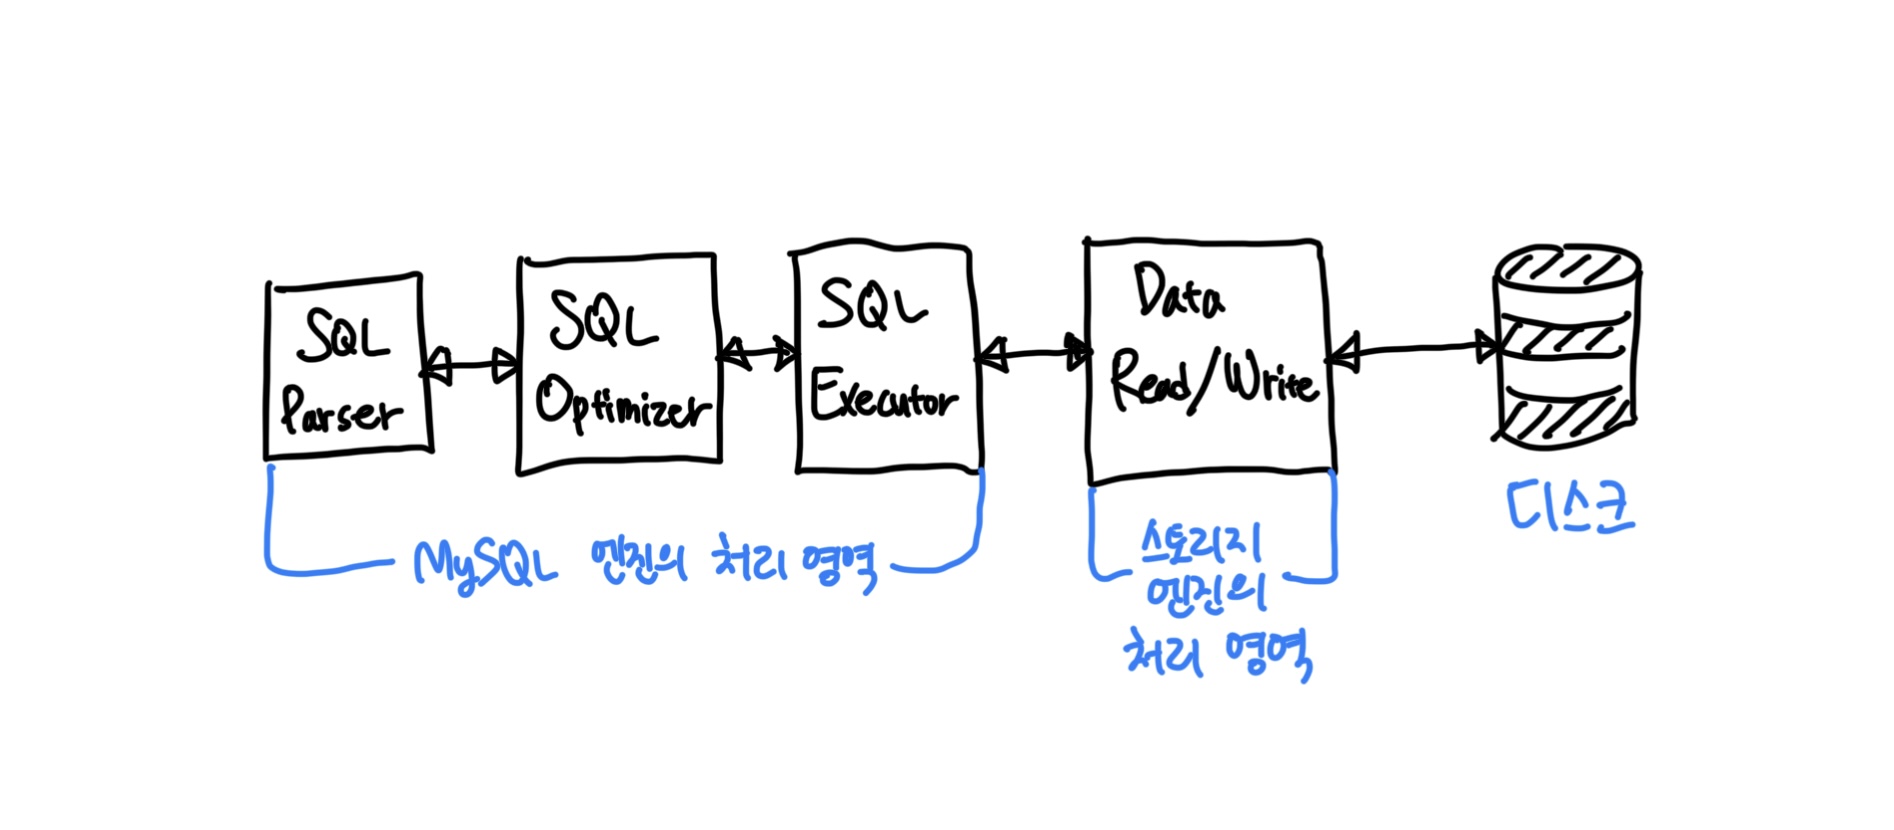 SQL
Parser
SQL
Optimizer
SQL
Executor
Data
Read/Write
디스크
MySQL 엔진의 처리 영역
스토리지
엔진의
처리 영역